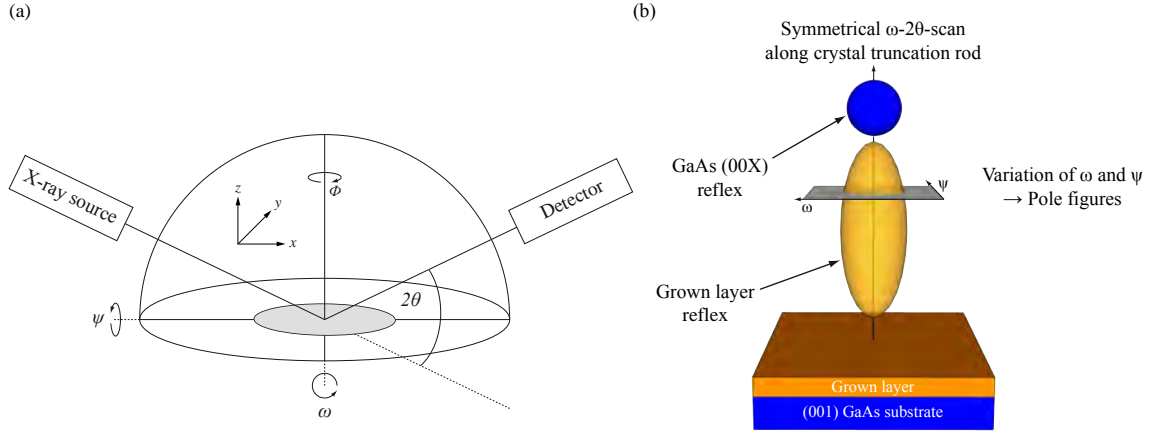 (a)
X-ray source
Detector
Φ
z
y
x
2θ
ψ
ω
(b)
Symmetrical ω-2θ-scan
along crystal truncation rod
GaAs (00X)
reflex
ψ
ω
Variation of ω and ψ
→ Pole figures
Grown layer
reflex
Grown layer
(001) GaAs substrate